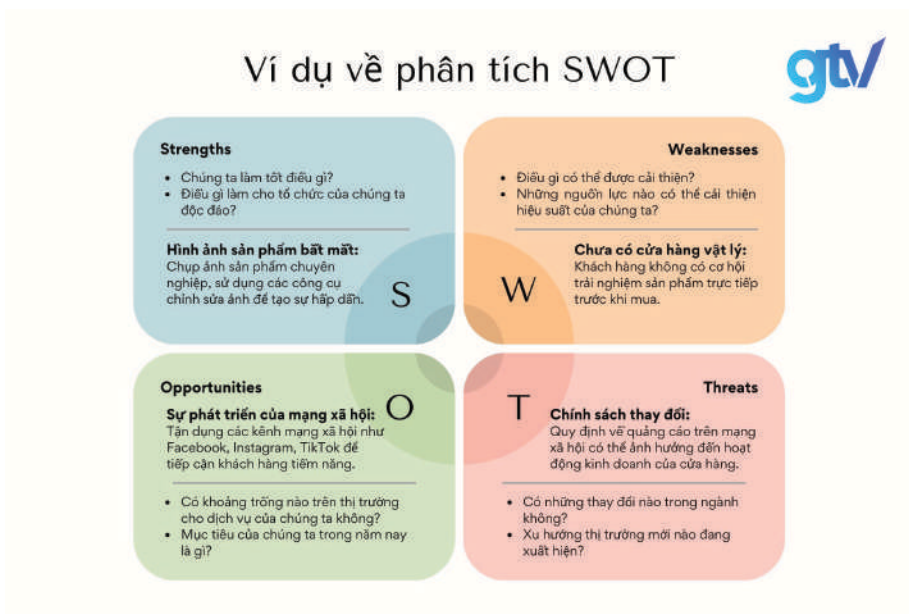 Ví dụ về phân tích SWOT
gtv
Strengths
• Chúng ta làm tốt điều gì?
• Điều gì làm cho tổ chức của chúng ta
độc đáo?
Hình ảnh sản phẩm bắt mắt:
Chụp ảnh sản phẩm chuyên
nghiệp, sử dụng các công cụ
chỉnh sửa ảnh để tạo sự hấp dẫn.
S
Weaknesses
• Điều gì có thể được cải thiện?
• Những nguồn lực nào có thể cải thiện
hiệu suất của chúng ta?
Chưa có cửa hàng vật lý:
Khách hàng không có cơ hội
trải nghiệm sản phẩm trực tiếp
trước khi mua.
W
Opportunities
Sự phát triển của mạng xã hội:
Tận dụng các kênh mạng xã hội như
Facebook, Instagram, TikTok để
tiếp cận khách hàng tiềm năng.
O
• Có khoảng trống nào trên thị trường
cho dịch vụ của chúng ta không?
• Mục tiêu của chúng ta trong năm nay
là gì?
Threats
T
Chính sách thay đổi:
Quy định về quảng cáo trên mạng
xã hội có thể ảnh hưởng đến hoạt
động kinh doanh của cửa hàng.
• Có những thay đổi nào trong ngành
không?
• Xu hướng thị trường mới nào đang
xuất hiện?